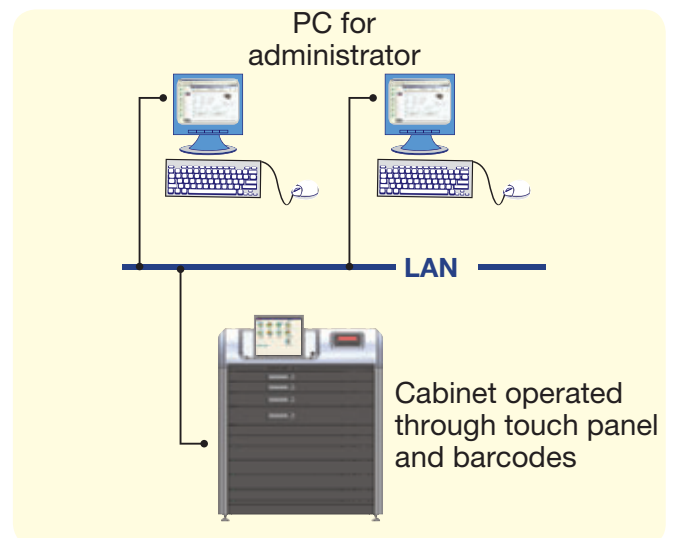 PC for
administrator
LAN
Cabinet operated
through touch panel
and barcodes